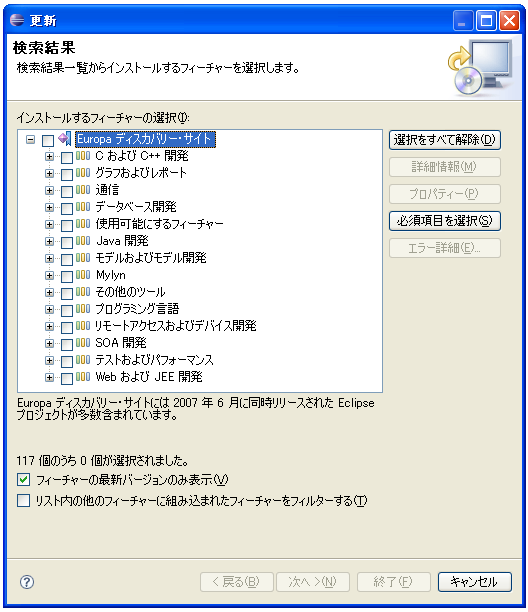 更新
検索結果
検索結果一覧からインストールするフィーチャーを選択します。
インストールするフィーチャーの選択(I):
Europa ディスカバリー・サイト
C および C++ 開発
グラフおよびレポート
通信
データベース開発
使用可能にするフィーチャー
Java 開発
モデルおよびモデル開発
Mylyn
その他のツール
プログラミング言語
リモートアクセスおよびデバイス開発
SOA 開発
テストおよびパフォーマンス
Web および JEE 開発
選択をすべて解除(D)
詳細情報(M)
プロパティー(P)
必須項目を選択(S)
エラー詳細(E)...
Europa ディスカバリー・サイトには 2007 年 6 月に同時リリースされた Eclipse
プロジェクトが多数含まれています。
117 個のうち 0 個が選択されました。
フィーチャーの最新バージョンのみ表示(V)
リスト内の他のフィーチャーに組み込まれたフィーチャーをフィルターする(T)
< 戻る(B)
次へ >(N)
終了(F)
キャンセル